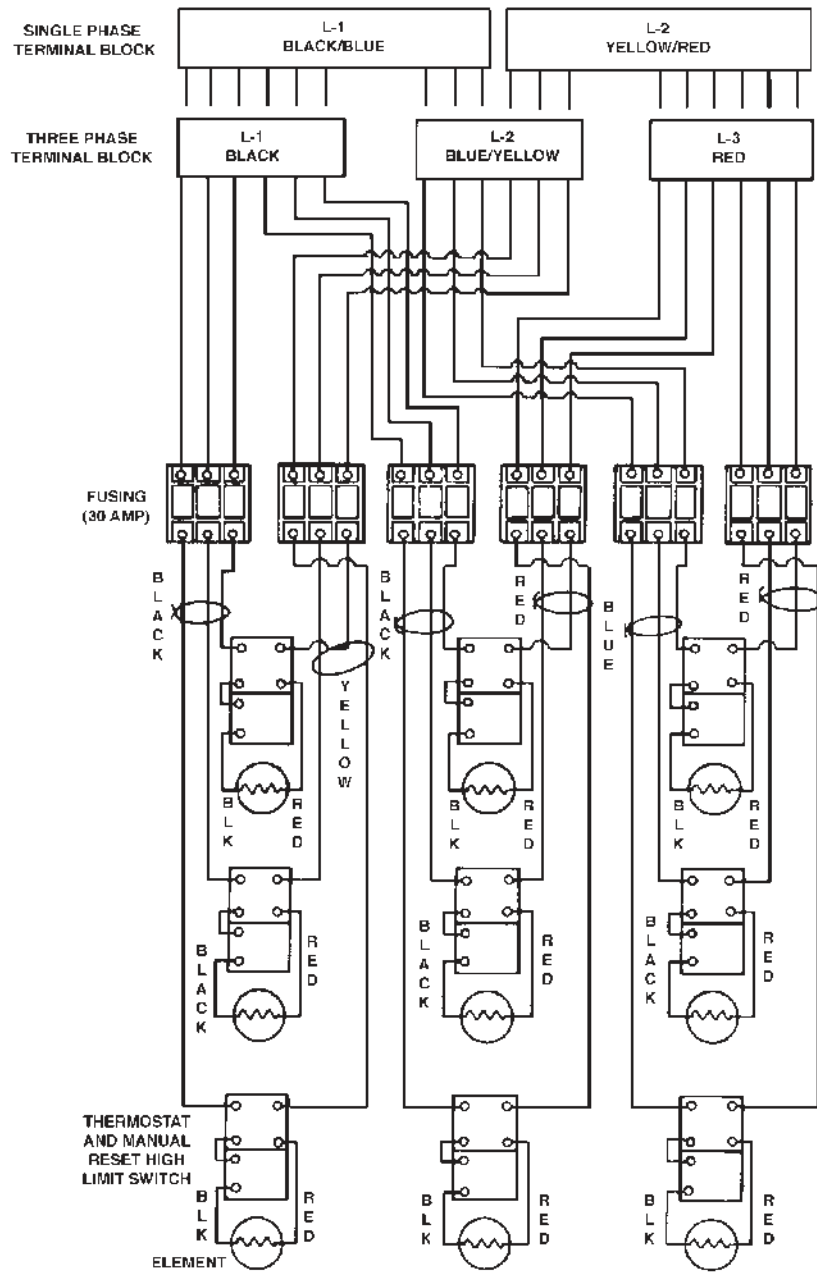 SINGLE PHASE
TERMINAL BLOCK
L-1
BLACK/BLUE
L-2
YELLOW/RED
THREE PHASE
TERMINAL BLOCK
L-1
BLACK
L-2
BLUE/YELLOW
L-3
RED
FUSING
(30 AMP)
BLACK
YELLOW
BLACK
RED
BLUE
RED
BLK
RED
BLK
RED
BLK
RED
BLACK
RED
BLACK
RED
BLACK
RED
THERMOSTAT
AND MANUAL
RESET HIGH
LIMIT SWITCH
BLK
RED
BLK
RED
BLK
RED
ELEMENT